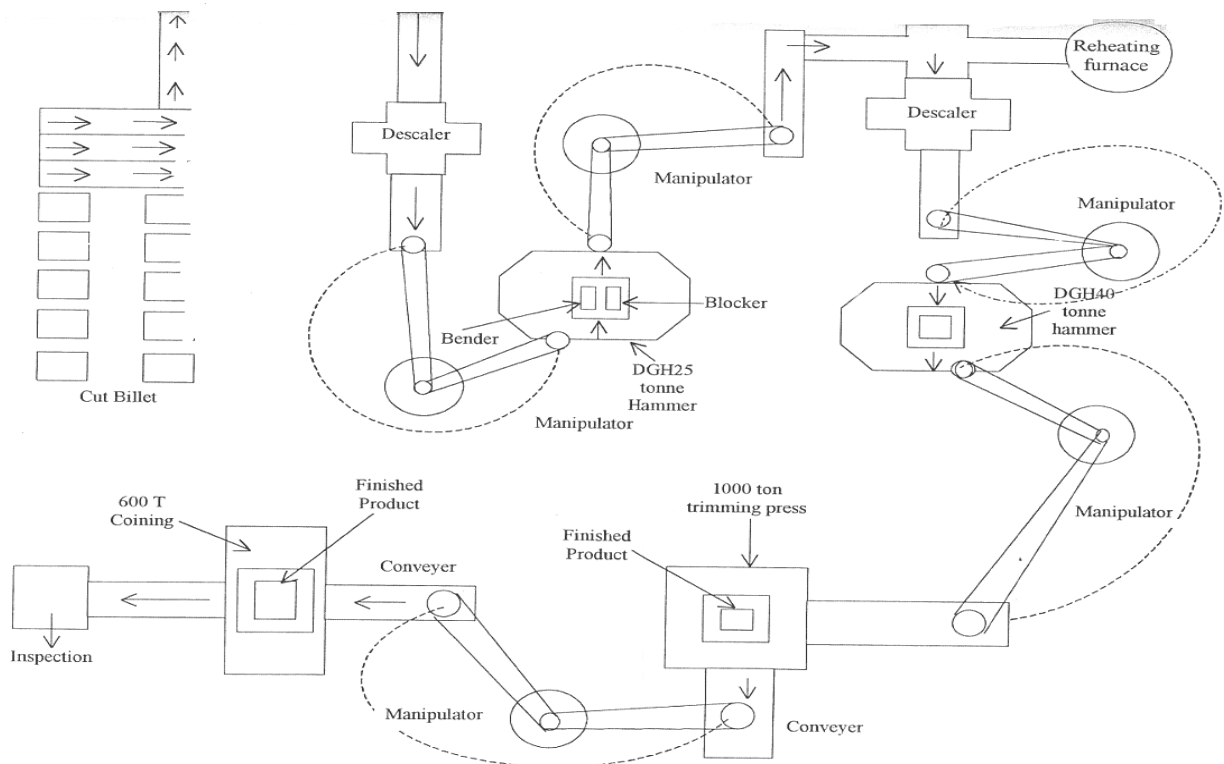 Reheating
furnace
Descaler
Descaler
Manipulator
Manipulator
Blocker
Bender
DGH25
tonne
Hammer
DGH40
tonne
hammer
Cut Billet
Manipulator
Finished
Product
600 T
Coining
1000 ton
trimming press
Manipulator
Finished
Product
Conveyer
Inspection
Manipulator
Conveyer